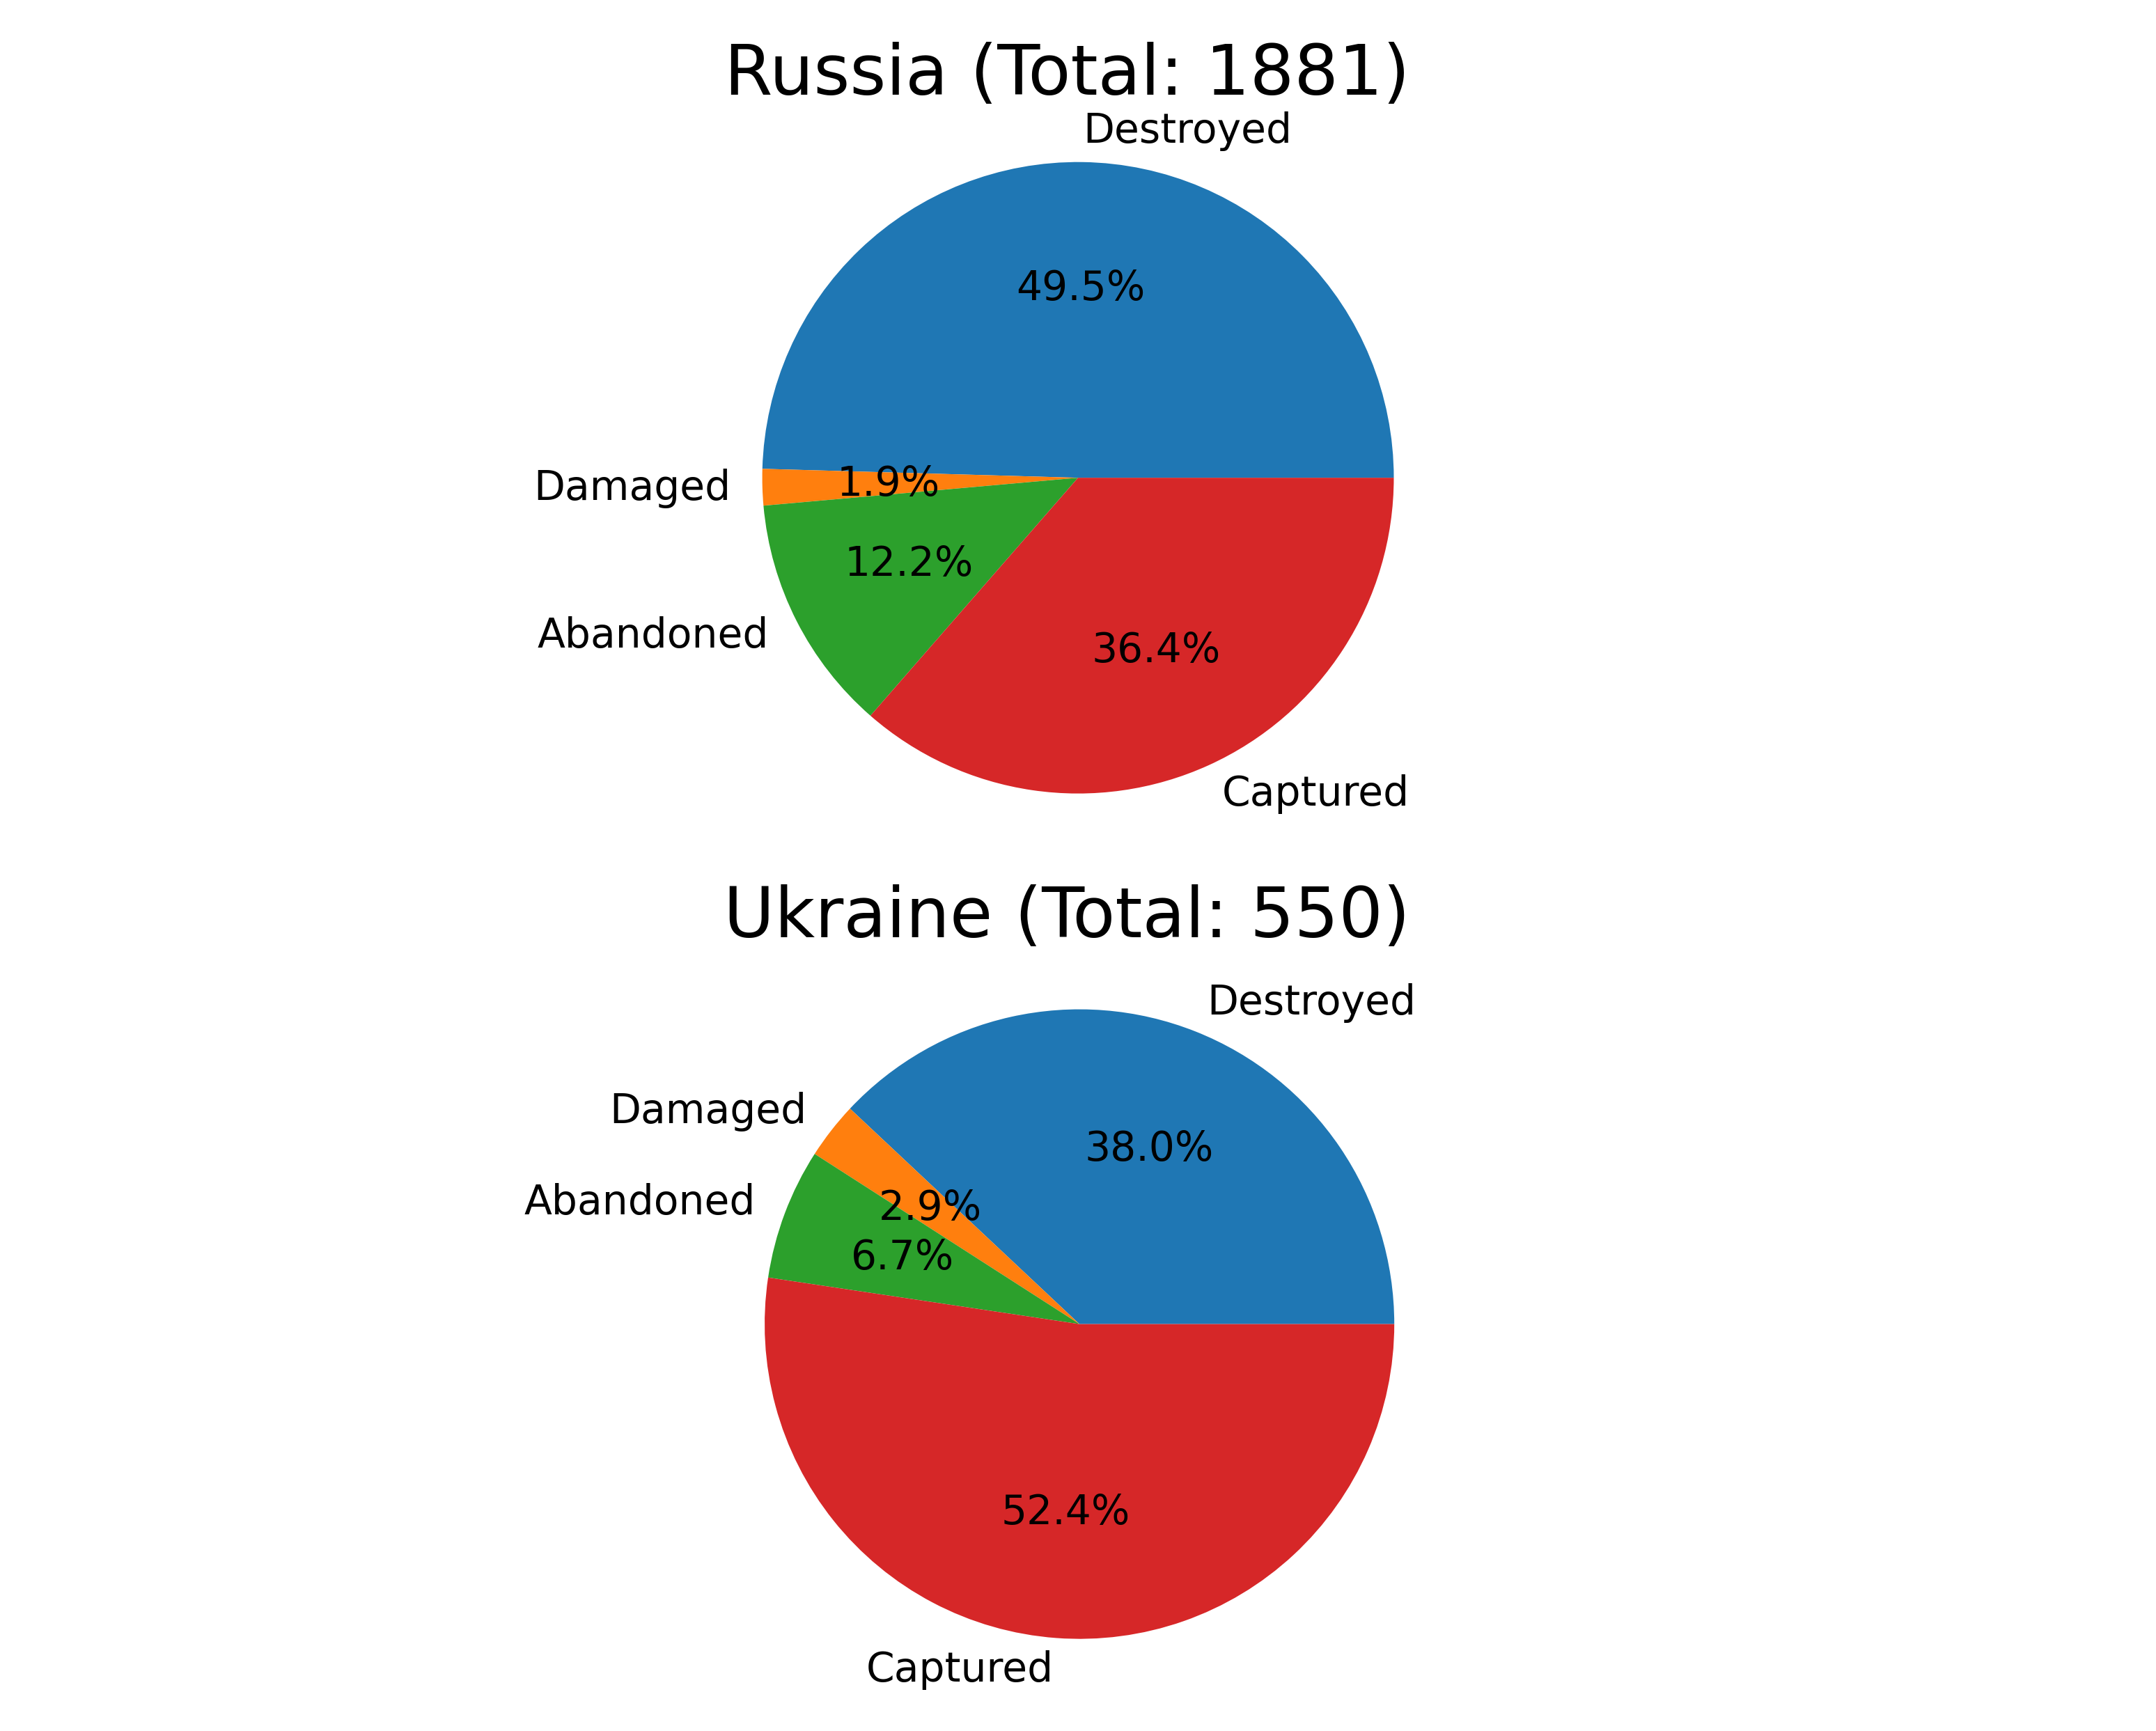 Russia (Total: 1881)
Destroyed
49.5%
Damaged
1.9%
12.2%
Abandoned
36.4%
Captured
Ukraine (Total: 550)
Destroyed
Damaged
38.0%
Abandoned
2.9%
6.7%
52.4%
Captured